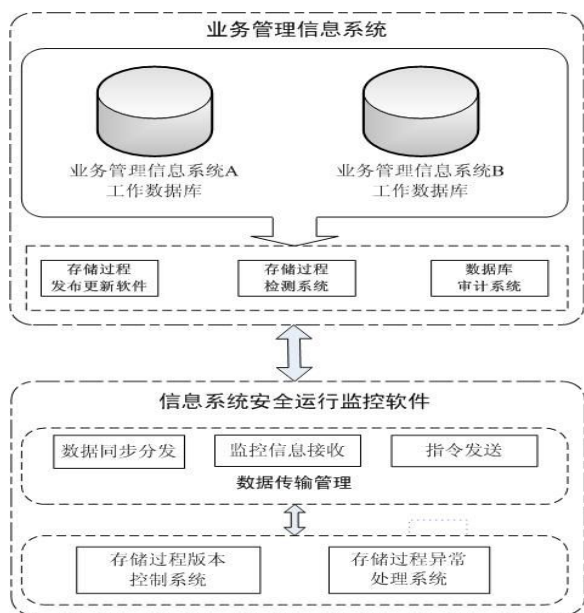 业务管理信息系统
业务管理信息系统A
工作数据库
业务管理信息系统B
工作数据库
存储过程
发布更新软件
存储过程
检测系统
数据库
审计系统
信息系统安全运行监控软件
数据同步分发
监控信息接收
指令发送
数据传输管理
存储过程版本
控制系统
存储过程异常
处理系统